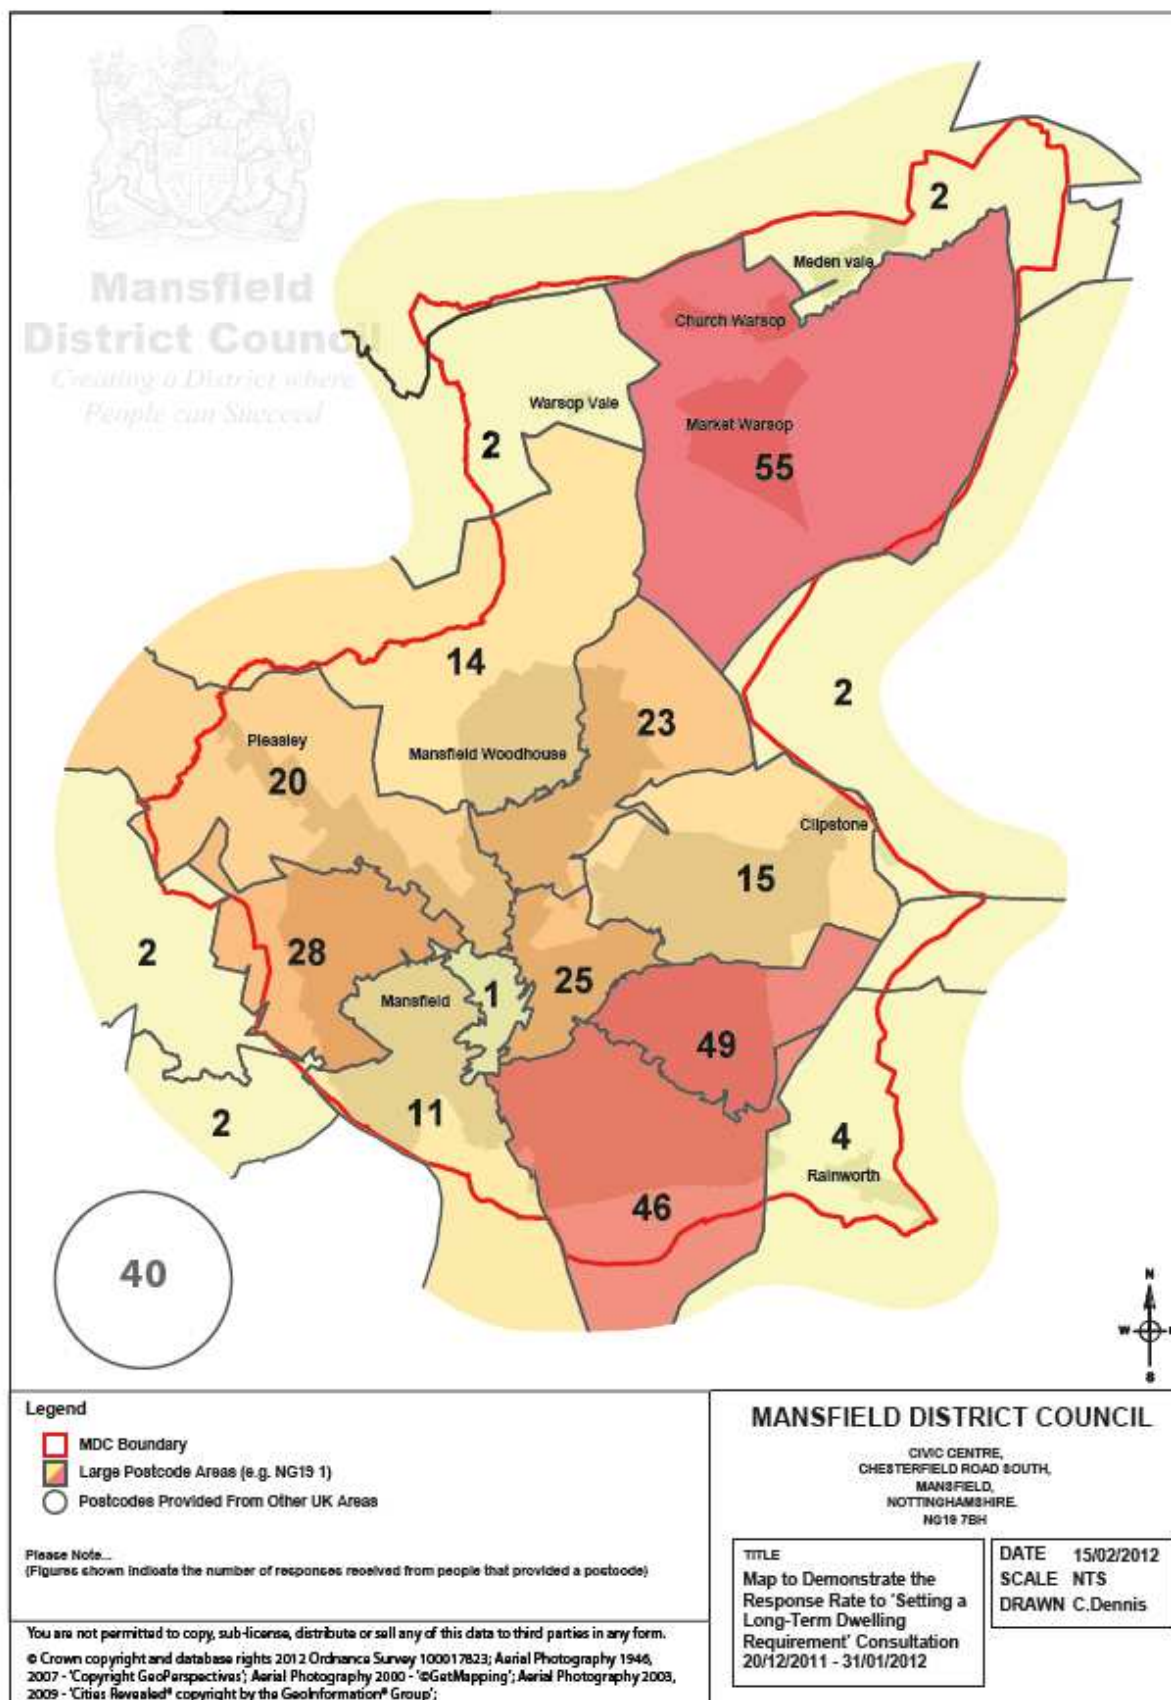 Mansfield
District Council
Creating a District where
People can Succeed
2
Meden vale
Church Warsop
Warsop Vale
Market Warsop
2
55
14
2
23
Pleasley
Mansfield Woodhouse
20
Clipstone
15
2
28
25
Mansfield
1
49
2
11
4
Rainworth
46
40
N
W
S
Legend
MDC Boundary
Large Postcode Areas (e.g. NG19 1)
Postcodes Provided From Other UK Areas
Please Note...
(Figures shown indicate the number of responses received from people that provided a postcode)
You are not permitted to copy, sub-license, distribute or sell any of this data to third parties in any form.
© Crown copyright and database rights 2012 Ordnance Survey 100017823; Aerial Photography 1946,
2007 - 'Copyright GeoPerspectives'; Aerial Photography 2000 - '©GetMapping'; Aerial Photography 2003,
2009 - 'Cities Revealed® copyright by the GeoInformation® Group';
MANSFIELD DISTRICT COUNCIL
CIVIC CENTRE,
CHESTERFIELD ROAD SOUTH,
MANSFIELD,
NOTTINGHAMSHIRE.
NG19 7BH
TITLE
Map to Demonstrate the
Response Rate to 'Setting a
Long-Term Dwelling
Requirement' Consultation
20/12/2011 - 31/01/2012
DATE 15/02/2012
SCALE NTS
DRAWN C.Dennis